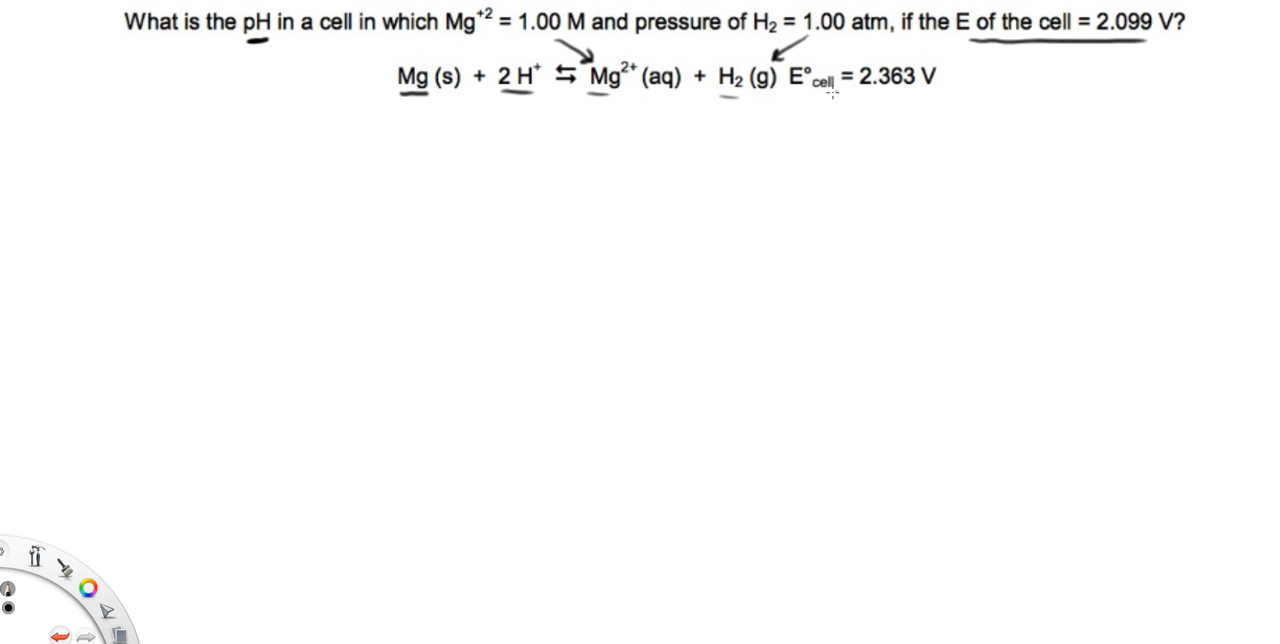 What is the pH in a cell in which Mg⁺² = 1.00 M and pressure of H₂ = 1.00 atm, if the E of the cell = 2.099 V?
Mg (s) + 2 H⁺ ⇆ Mg²⁺ (aq) + H₂ (g) E°cell = 2.363 V